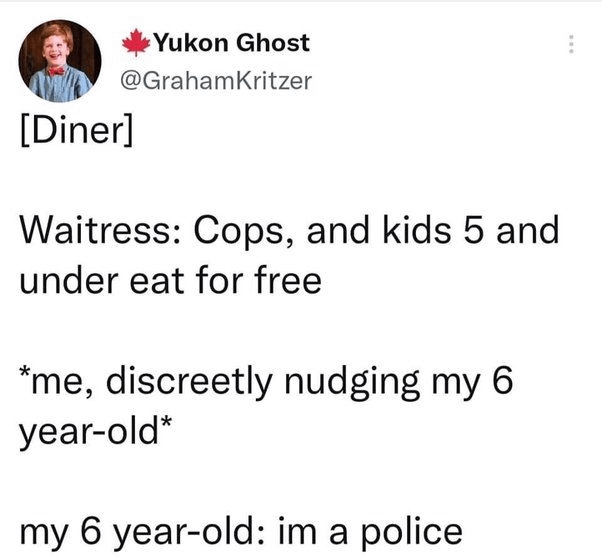 🍁Yukon Ghost
@GrahamKritzer
[Diner]
Waitress: Cops, and kids 5 and
under eat for free
*me, discreetly nudging my 6
year-old*
my 6 year-old: im a police